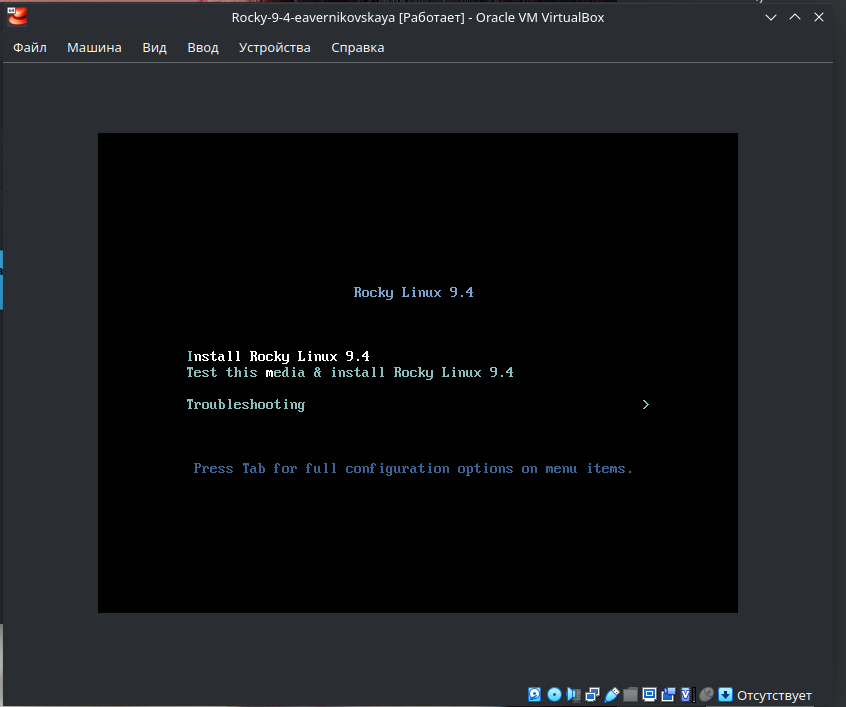 Rocky-9-4-eavernikovskaya [Работает] - Oracle VM VirtualBox
Файл Машина Вид Ввод Устройства Справка
Rocky Linux 9.4
Install Rocky Linux 9.4
Test this media & install Rocky Linux 9.4
Troubleshooting >
Press Tab for full configuration options on menu items.
Отсутствует